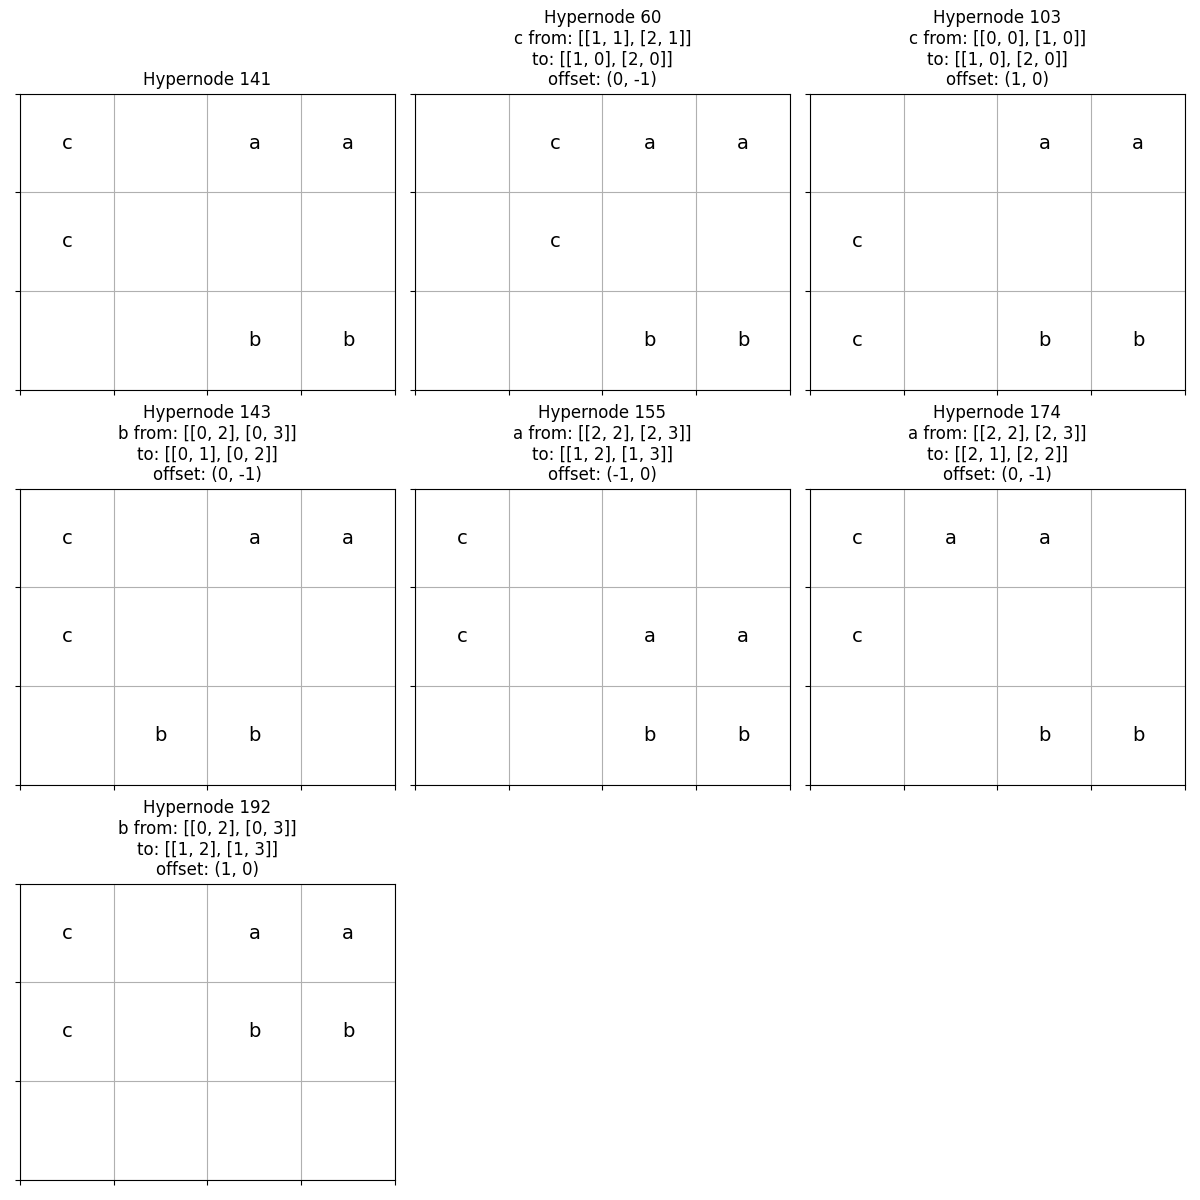 Hypernode 141
c a a
c
b b
Hypernode 60
c from: [[1, 1], [2, 1]]
to: [[1, 0], [2, 0]]
offset: (0, -1)
c a a
c
b b
Hypernode 103
c from: [[0, 0], [1, 0]]
to: [[1, 0], [2, 0]]
offset: (1, 0)
a a
c
c b b
Hypernode 143
b from: [[0, 2], [0, 3]]
to: [[0, 1], [0, 2]]
offset: (0, -1)
c a a
c
b b
Hypernode 155
a from: [[2, 2], [2, 3]]
to: [[1, 2], [1, 3]]
offset: (-1, 0)
c
c a a
b b
Hypernode 174
a from: [[2, 2], [2, 3]]
to: [[2, 1], [2, 2]]
offset: (0, -1)
c a a
c
b b
Hypernode 192
b from: [[0, 2], [0, 3]]
to: [[1, 2], [1, 3]]
offset: (1, 0)
c a a
c b b